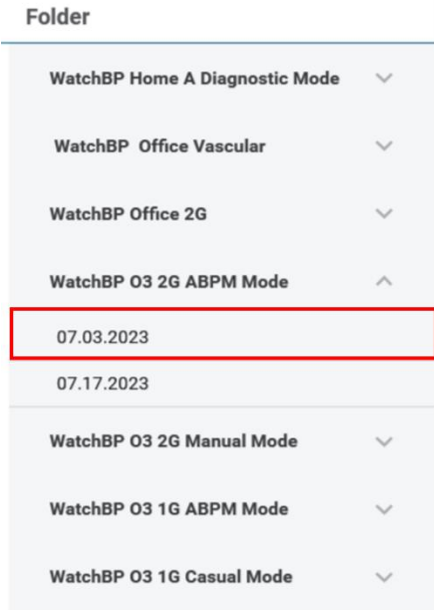 Folder
WatchBP Home A Diagnostic Mode
WatchBP Office Vascular
WatchBP Office 2G
WatchBP O3 2G ABPM Mode
07.03.2023
07.17.2023
WatchBP O3 2G Manual Mode
WatchBP O3 1G ABPM Mode
WatchBP O3 1G Casual Mode